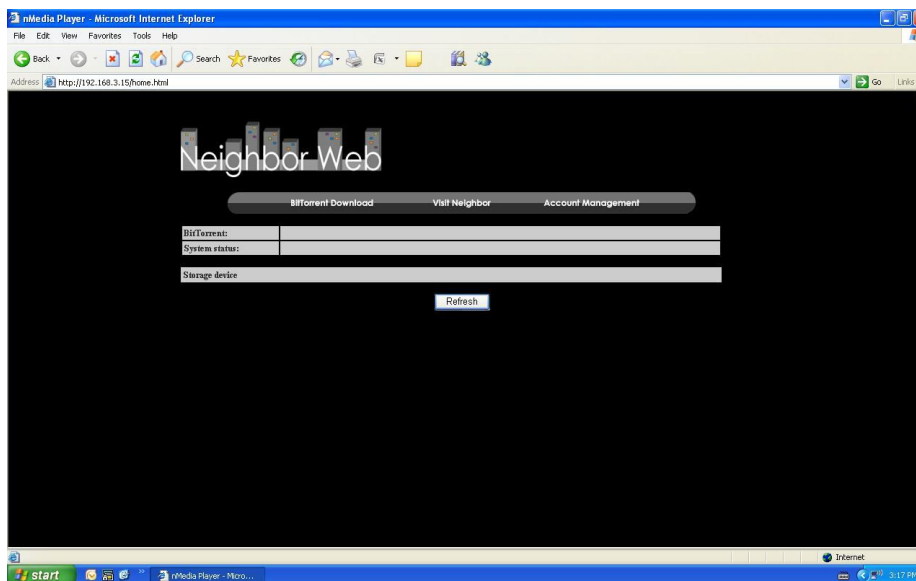 nMedia Player - Microsoft Internet Explorer
File Edit View Favorites Tools Help
Back Search Favorites
Address http://192.168.3.15/home.html Go Links
Neighbor Web
BitTorrent Download Visit Neighbor Account Management
BitTorrent:
System status:
Storage device
Refresh
Internet
start nMedia Player - Micro... 3:17 PM